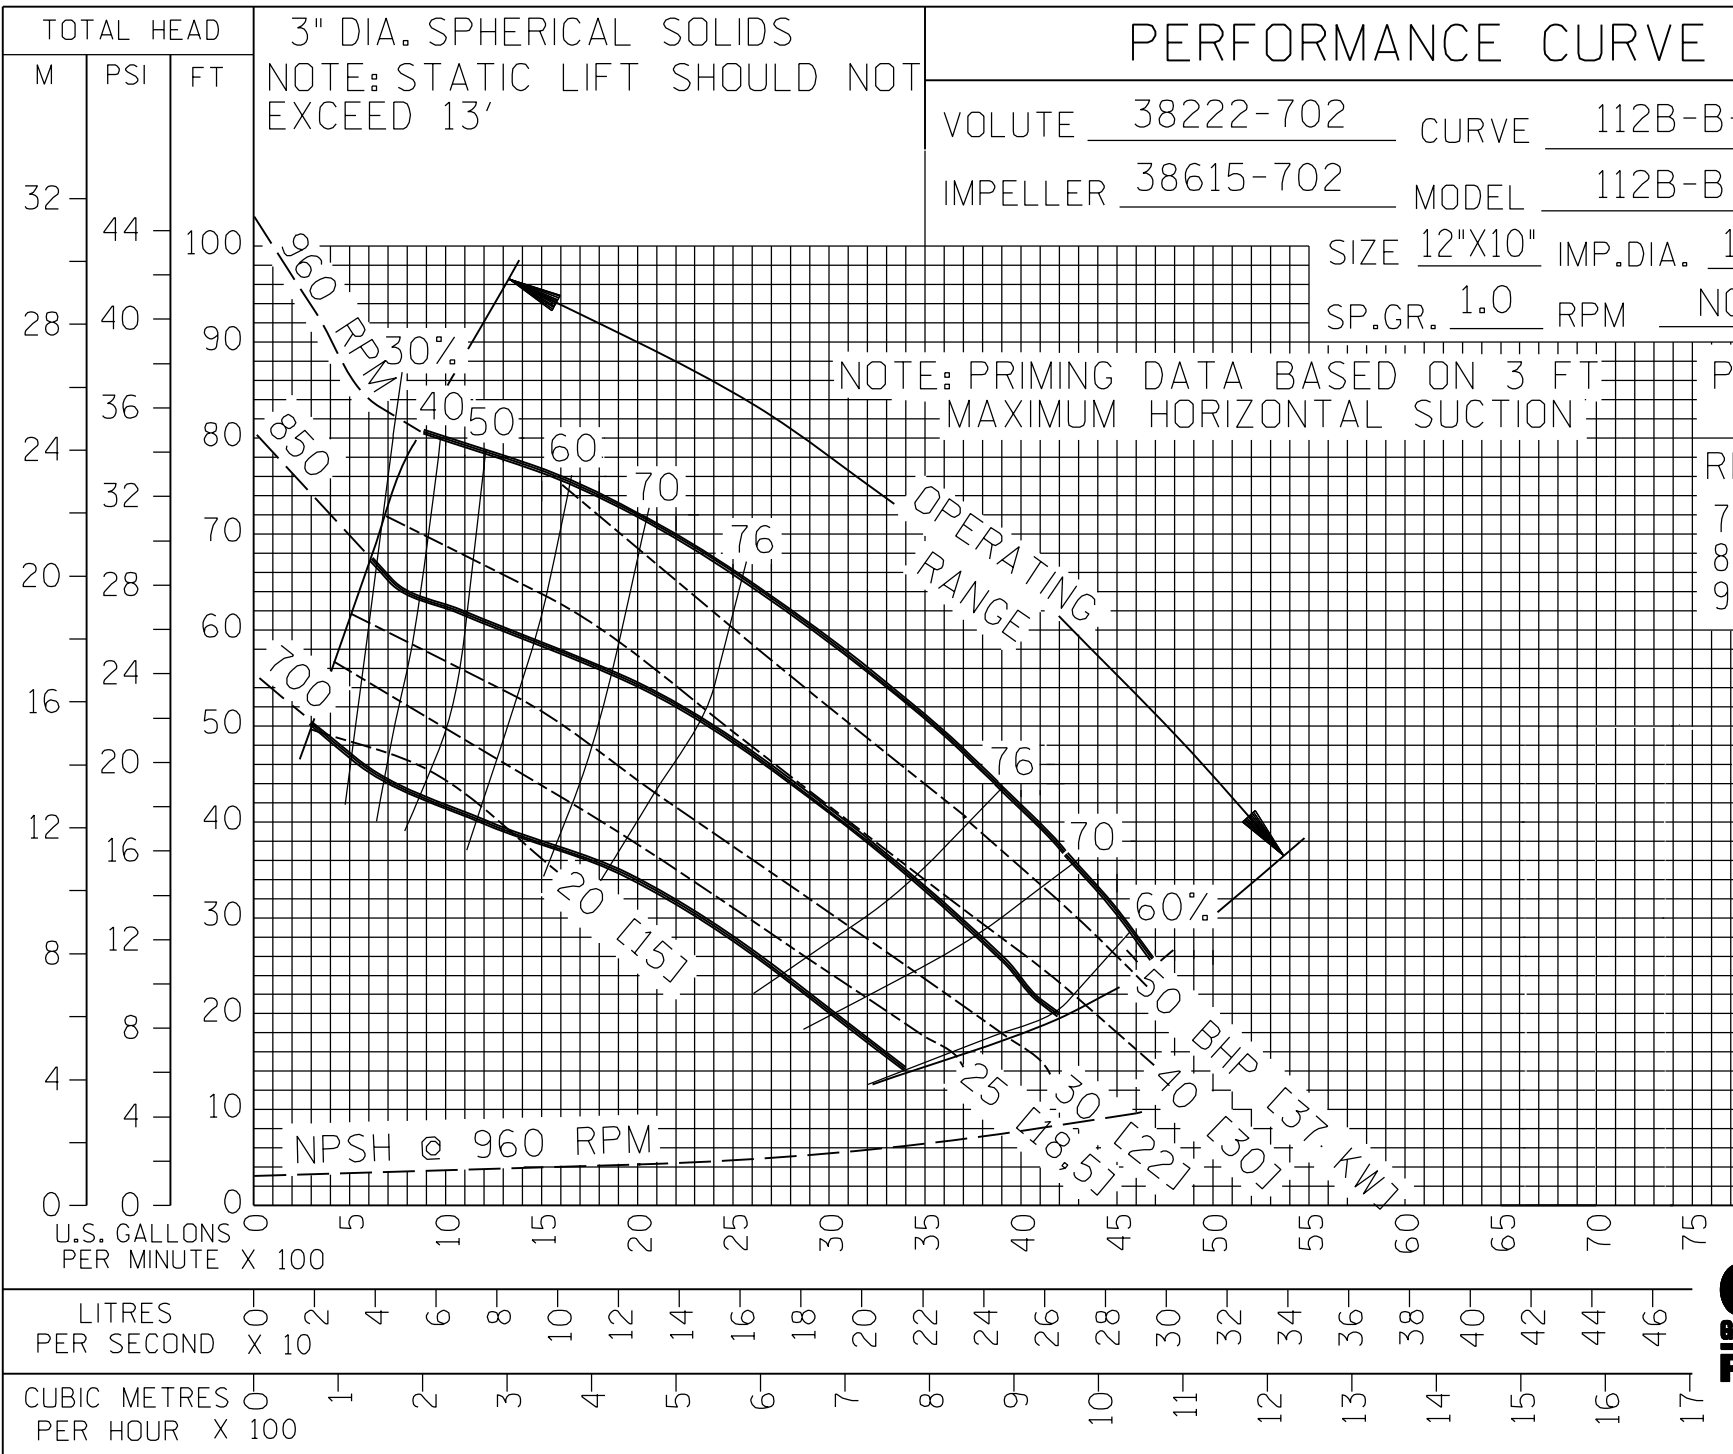 TOTAL HEAD
M PSI FT
3" DIA. SPHERICAL SOLIDS
NOTE: STATIC LIFT SHOULD NOT
EXCEED 13'
PERFORMANCE CURVE
VOLUTE 38222-702 CURVE 112B-B-
IMPELLER 38615-702 MODEL 112B-B
SIZE 12"X10" IMP.DIA. 1
SP.GR. 1.0 RPM
NOTE: PRIMING DATA BASED ON 3 FT
MAXIMUM HORIZONTAL SUCTION
P
7
8
9
32
28
24
20
16
12
8
4
0
44
40
36
32
28
24
20
16
12
8
4
0
100
90
80
70
60
50
40
30
20
10
0
960 RPM
850
700
30%
40
50
60
70
76
OPERATING
RANGE
76
70
60%
20 [15]
25 [18,5]
30 [22]
40 [30]
50 BHP [37. KW]
NPSH @ 960 RPM
U.S. GALLONS
PER MINUTE X 100
0 5 10 15 20 25 30 35 40 45 50 55 60 65 70 75
LITRES
PER SECOND X 10
0 2 4 6 8 10 12 14 16 18 20 22 24 26 28 30 32 34 36 38 40 42 44 46
CUBIC METRES
PER HOUR X 100
0 1 2 3 4 5 6 7 8 9 10 11 12 13 14 15 16 17